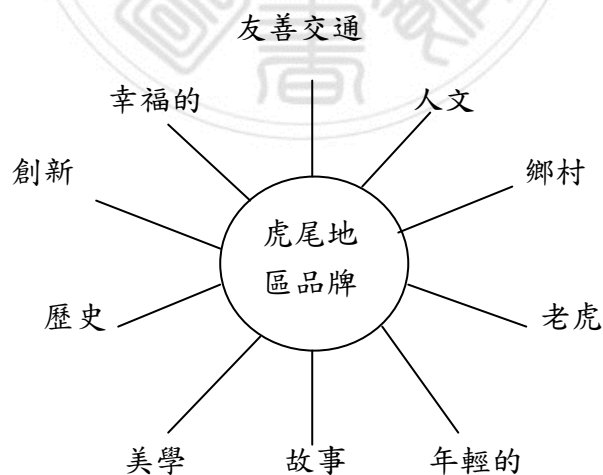 友善交通
幸福的
人文
創新
鄉村
虎尾地
區品牌
歷史
老虎
美學
故事
年輕的